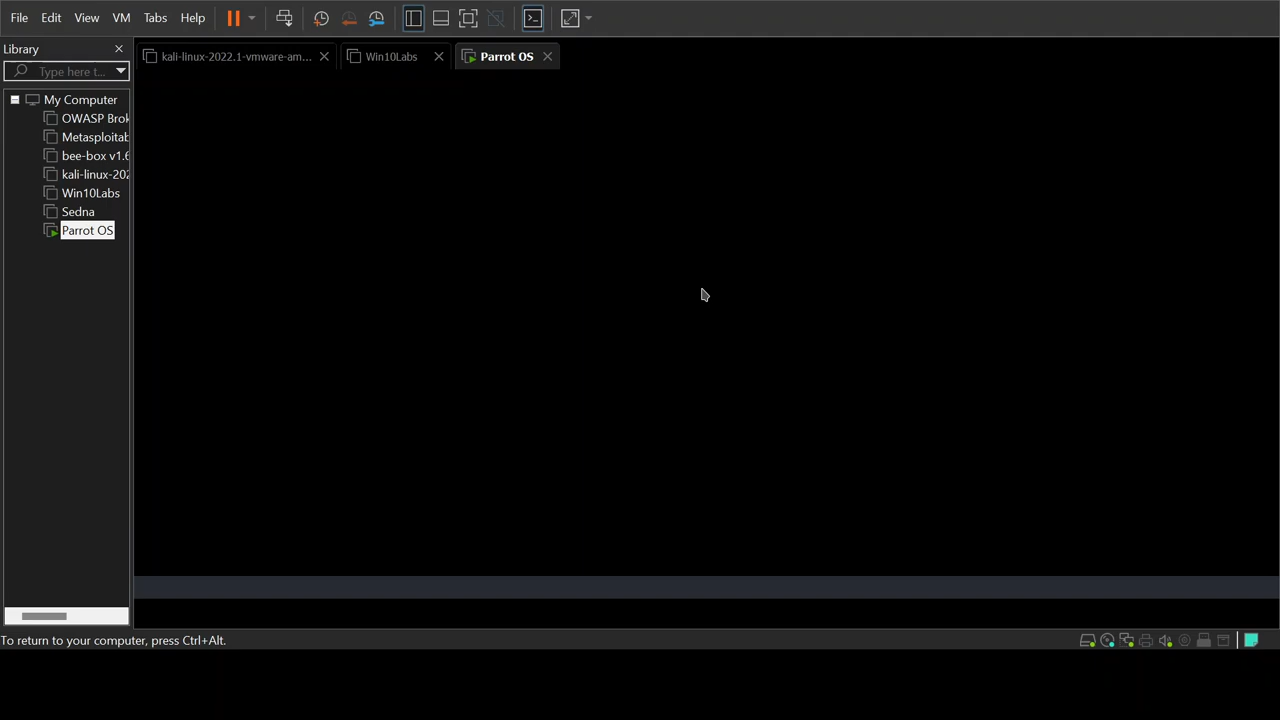 File Edit View VM Tabs Help
Library
Type here t...
kali-linux-2022.1-vmware-am...
Win10Labs
Parrot OS
My Computer
OWASP Brok
Metasploitab
bee-box v1.6
kali-linux-202
Win10Labs
Sedna
Parrot OS
To return to your computer, press Ctrl+Alt.